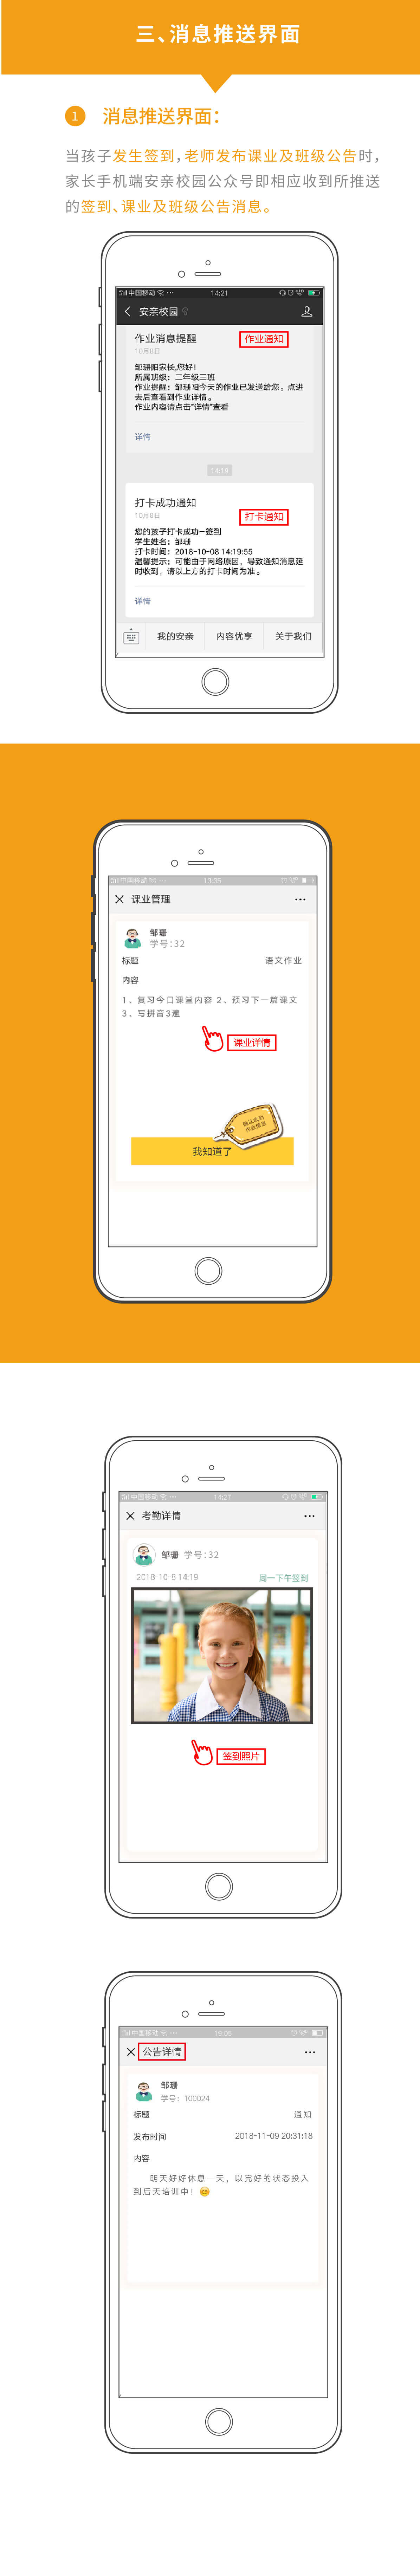 三、消息推送界面
1 消息推送界面：
当孩子发生签到，老师发布课业及班级公告时，
家长手机端安亲校园公众号即相应收到所推送
的签到、课业及班级公告消息。
中国移动 14:21
安亲校园
作业消息提醒
作业通知
10月8日
邹珊阳家长,您好!
所属班级：二年级三班
作业提醒：邹珊阳今天的作业已发送给您。点进
去后查看到作业详情。
作业内容请点击“详情”查看
详情
14:19
打卡成功通知
10月8日
打卡通知
您的孩子打卡成功—签到
学生姓名：邹珊
打卡时间：2018-10-08 14:19:55
温馨提示：可能由于网络原因，导致通知消息延
时收到，请以上方的打卡时间为准。
详情
我的安亲 内容优享 关于我们
中国移动
课业管理
邹珊
学号:32
标题 语文作业
内容
1、复习今日课堂内容 2、预习下一篇课文
3、写拼音3遍
课业详情
确认收到
作业信息
我知道了
中国移动 14:27
考勤详情
邹珊 学号:32
2018-10-8 14:19 周一下午签到
签到照片
中国移动
公告详情
邹珊
学号：100024
标题 通知
发布时间 2018-11-09 20:31:18
内容
明天好好休息一天，以完好的状态投入
到后天培训中！😊